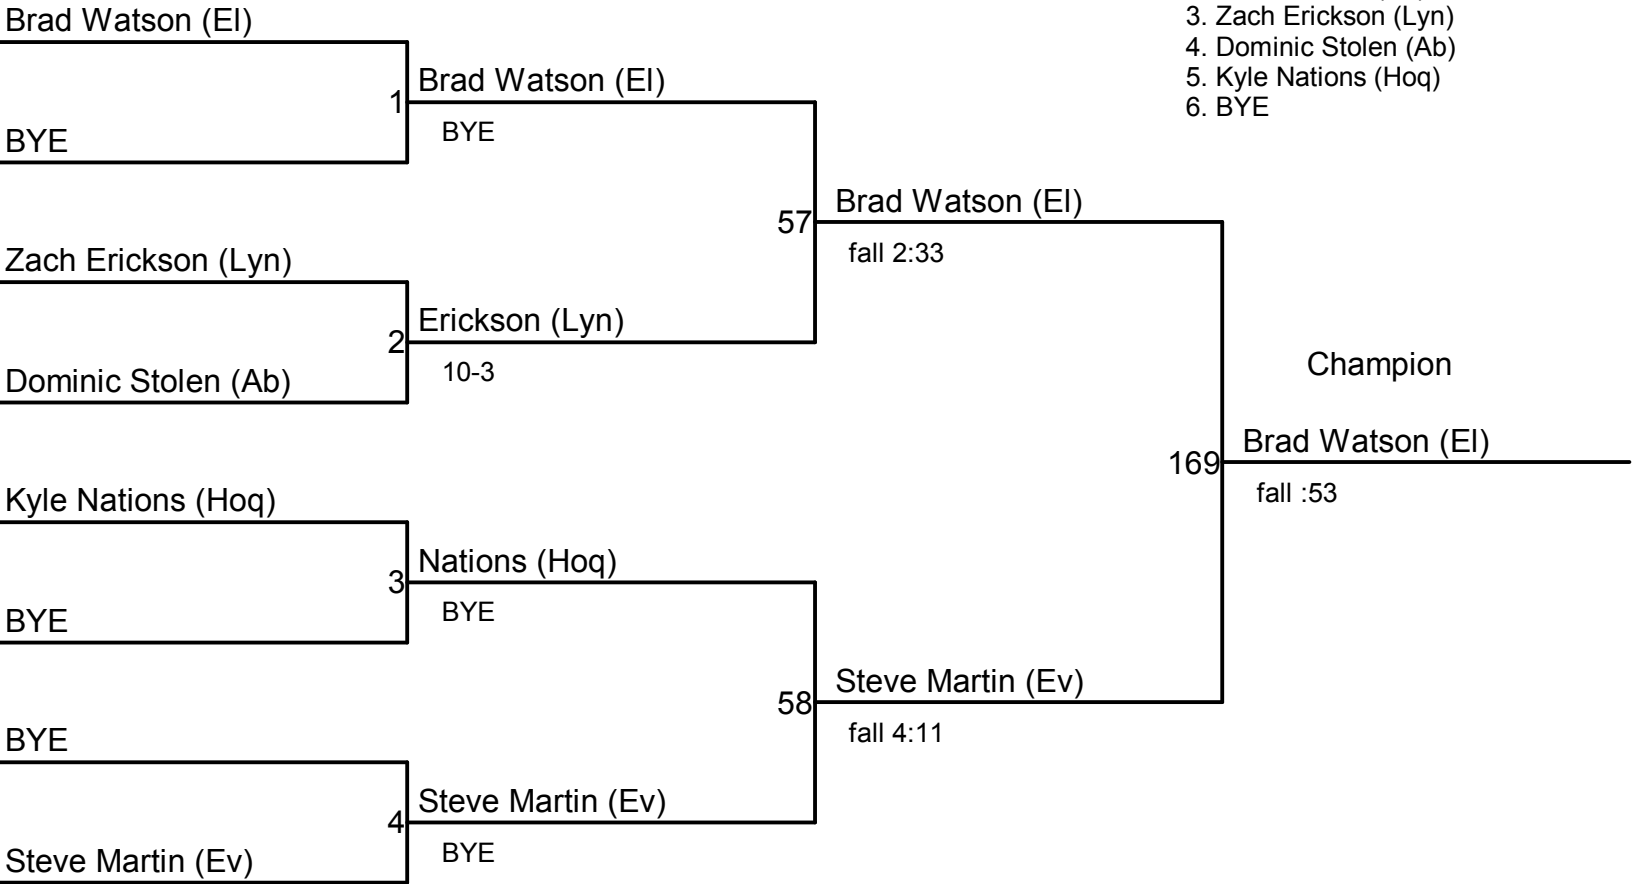 Brad Watson (El)
1
Brad Watson (El)
BYE
BYE
57
Brad Watson (El)
fall 2:33
Zach Erickson (Lyn)
2
Erickson (Lyn)
10-3
Dominic Stolen (Ab)
Champion
169
Brad Watson (El)
fall :53
Kyle Nations (Hoq)
3
Nations (Hoq)
BYE
BYE
58
Steve Martin (Ev)
fall 4:11
BYE
4
Steve Martin (Ev)
BYE
Steve Martin (Ev)
3. Zach Erickson (Lyn)
4. Dominic Stolen (Ab)
5. Kyle Nations (Hoq)
6. BYE